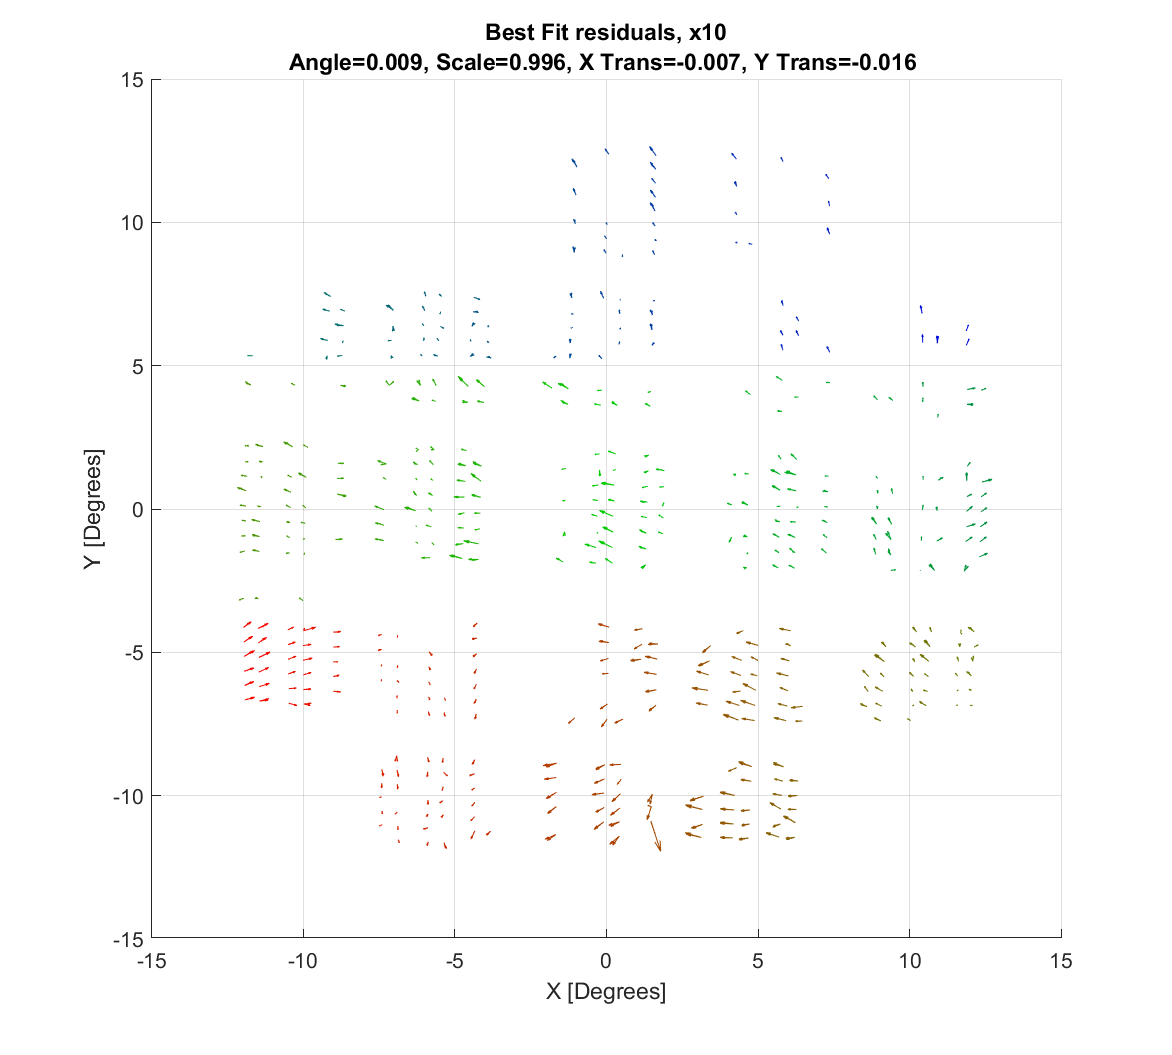 Best Fit residuals, x10
Angle=0.009, Scale=0.996, X Trans=-0.007, Y Trans=-0.016
15
10
5
0
-5
-10
-15
Y [Degrees]
-15 -10 -5 0 5 10 15
X [Degrees]